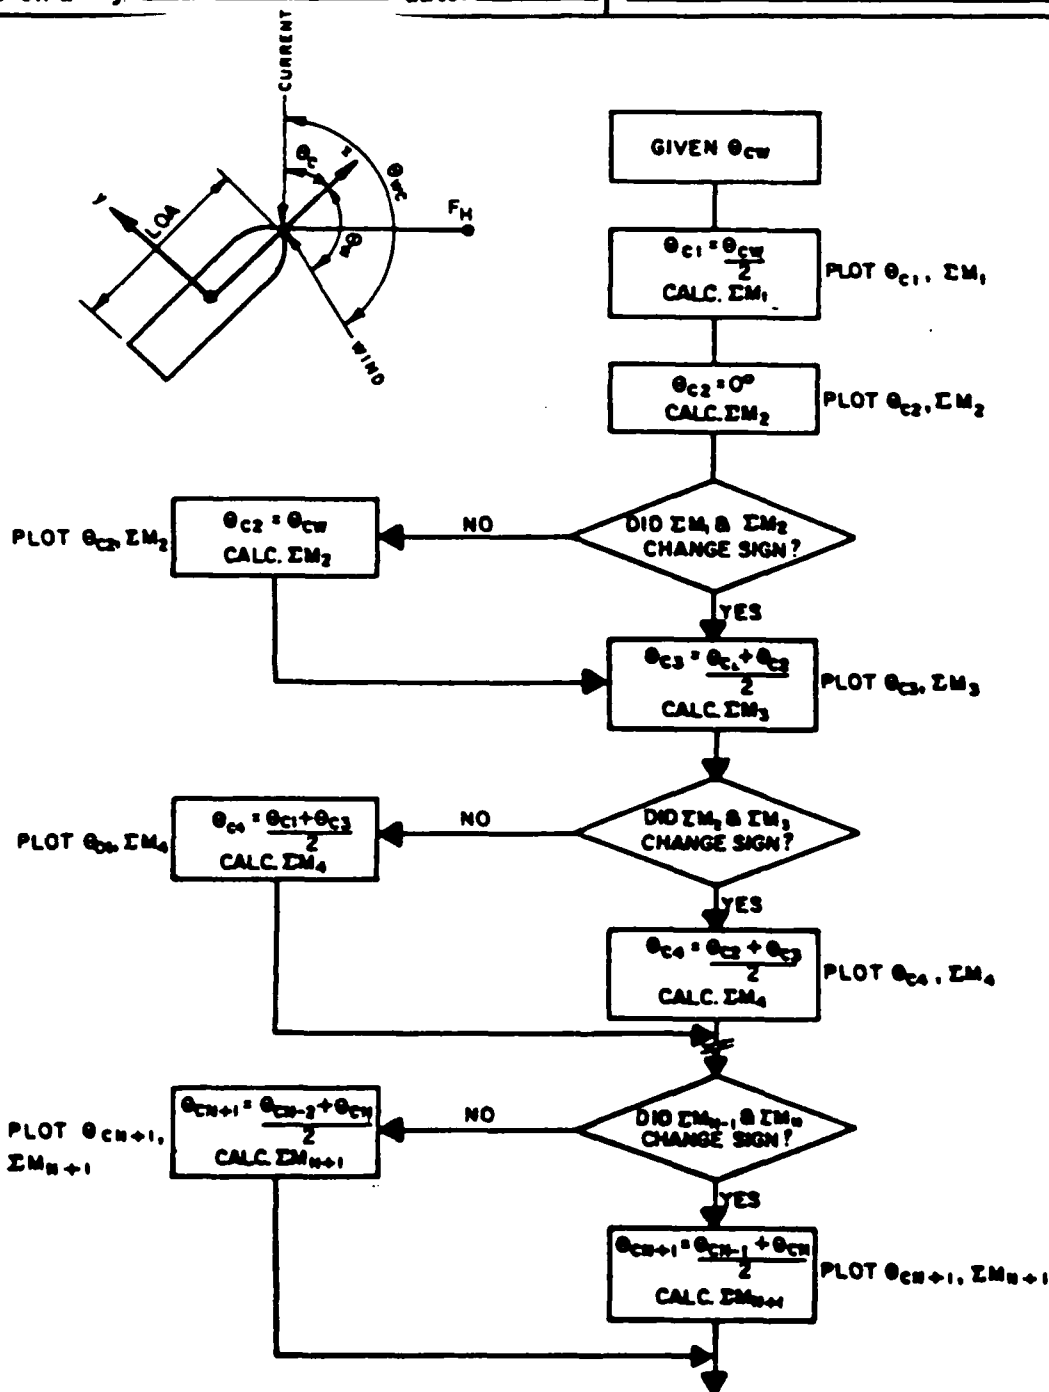 CURRENT
θC
x
θWC
y
LOA
FH
θW
WIND
GIVEN θCW
θC1 = θCW
2
CALC. ΣM1
PLOT θC1, ΣM1
θC2 = 0°
CALC. ΣM2
PLOT θC2, ΣM2
DID ΣM1 & ΣM2
CHANGE SIGN?
NO
θC2 = θCW
CALC. ΣM2
PLOT θC2, ΣM2
YES
θC3 = θC1 + θC2
2
CALC. ΣM3
PLOT θC3, ΣM3
DID ΣM2 & ΣM3
CHANGE SIGN?
NO
θC4 = θC1 + θC3
2
CALC. ΣM4
PLOT θC4, ΣM4
YES
θC4 = θC2 + θC3
2
CALC. ΣM4
PLOT θC4, ΣM4
DID ΣMN-1 & ΣMN
CHANGE SIGN?
NO
θCN+1 = θCN-2 + θCN
2
CALC. ΣMN+1
PLOT θCN+1,
ΣMN+1
YES
θCN+1 = θCN-1 + θCN
2
CALC. ΣMN+1
PLOT θCN+1, ΣMN+1